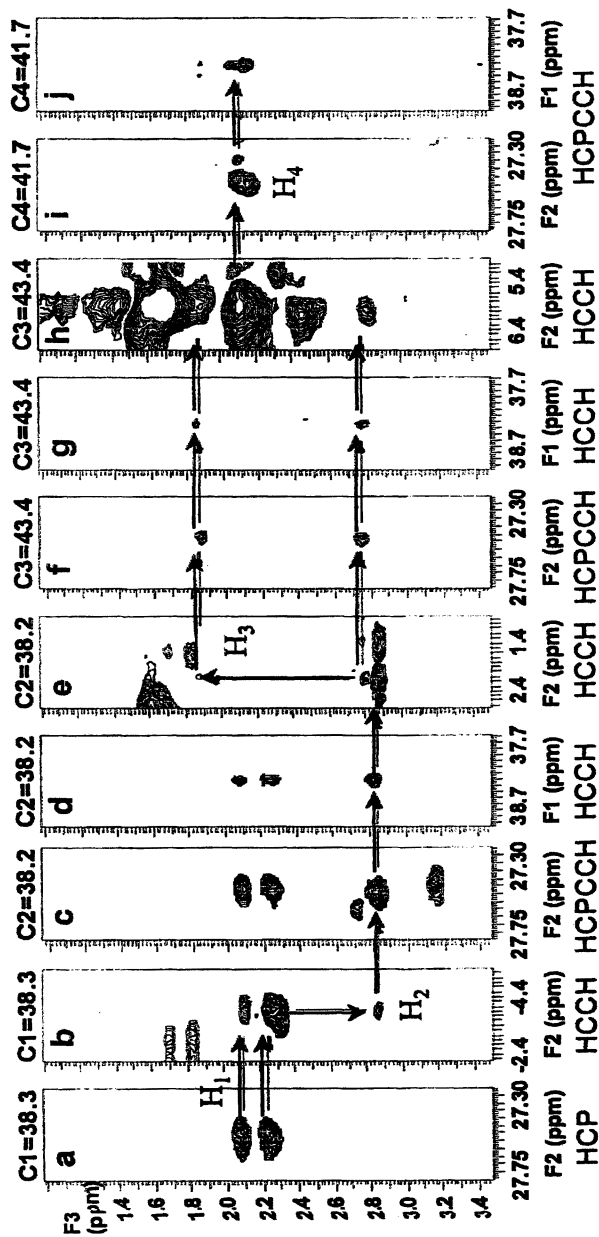 C1=38.3 C1=38.3 C2=38.2 C2=38.2 C2=38.2 C3=43.4 C3=43.4 C3=43.4 C4=41.7 C4=41.7
a b c d e f g h i j
F3
(ppm)
1.4
1.6
1.8
2.0
2.2
2.4
2.6
2.8
3.0
3.2
3.4
H1
H2
H3
H4
27.75 27.30 -2.4 -4.4 27.75 27.30 38.7 37.7 2.4 1.4 27.75 27.30 38.7 37.7 6.4 5.4 27.75 27.30 38.7 37.7
F2 (ppm) F2 (ppm) F2 (ppm) F1 (ppm) F2 (ppm) F2 (ppm) F1 (ppm) F2 (ppm) F2 (ppm) F1 (ppm)
HCP HCCH HCPCCH HCCH HCCH HCPCCH HCCH HCCH HCPCCH